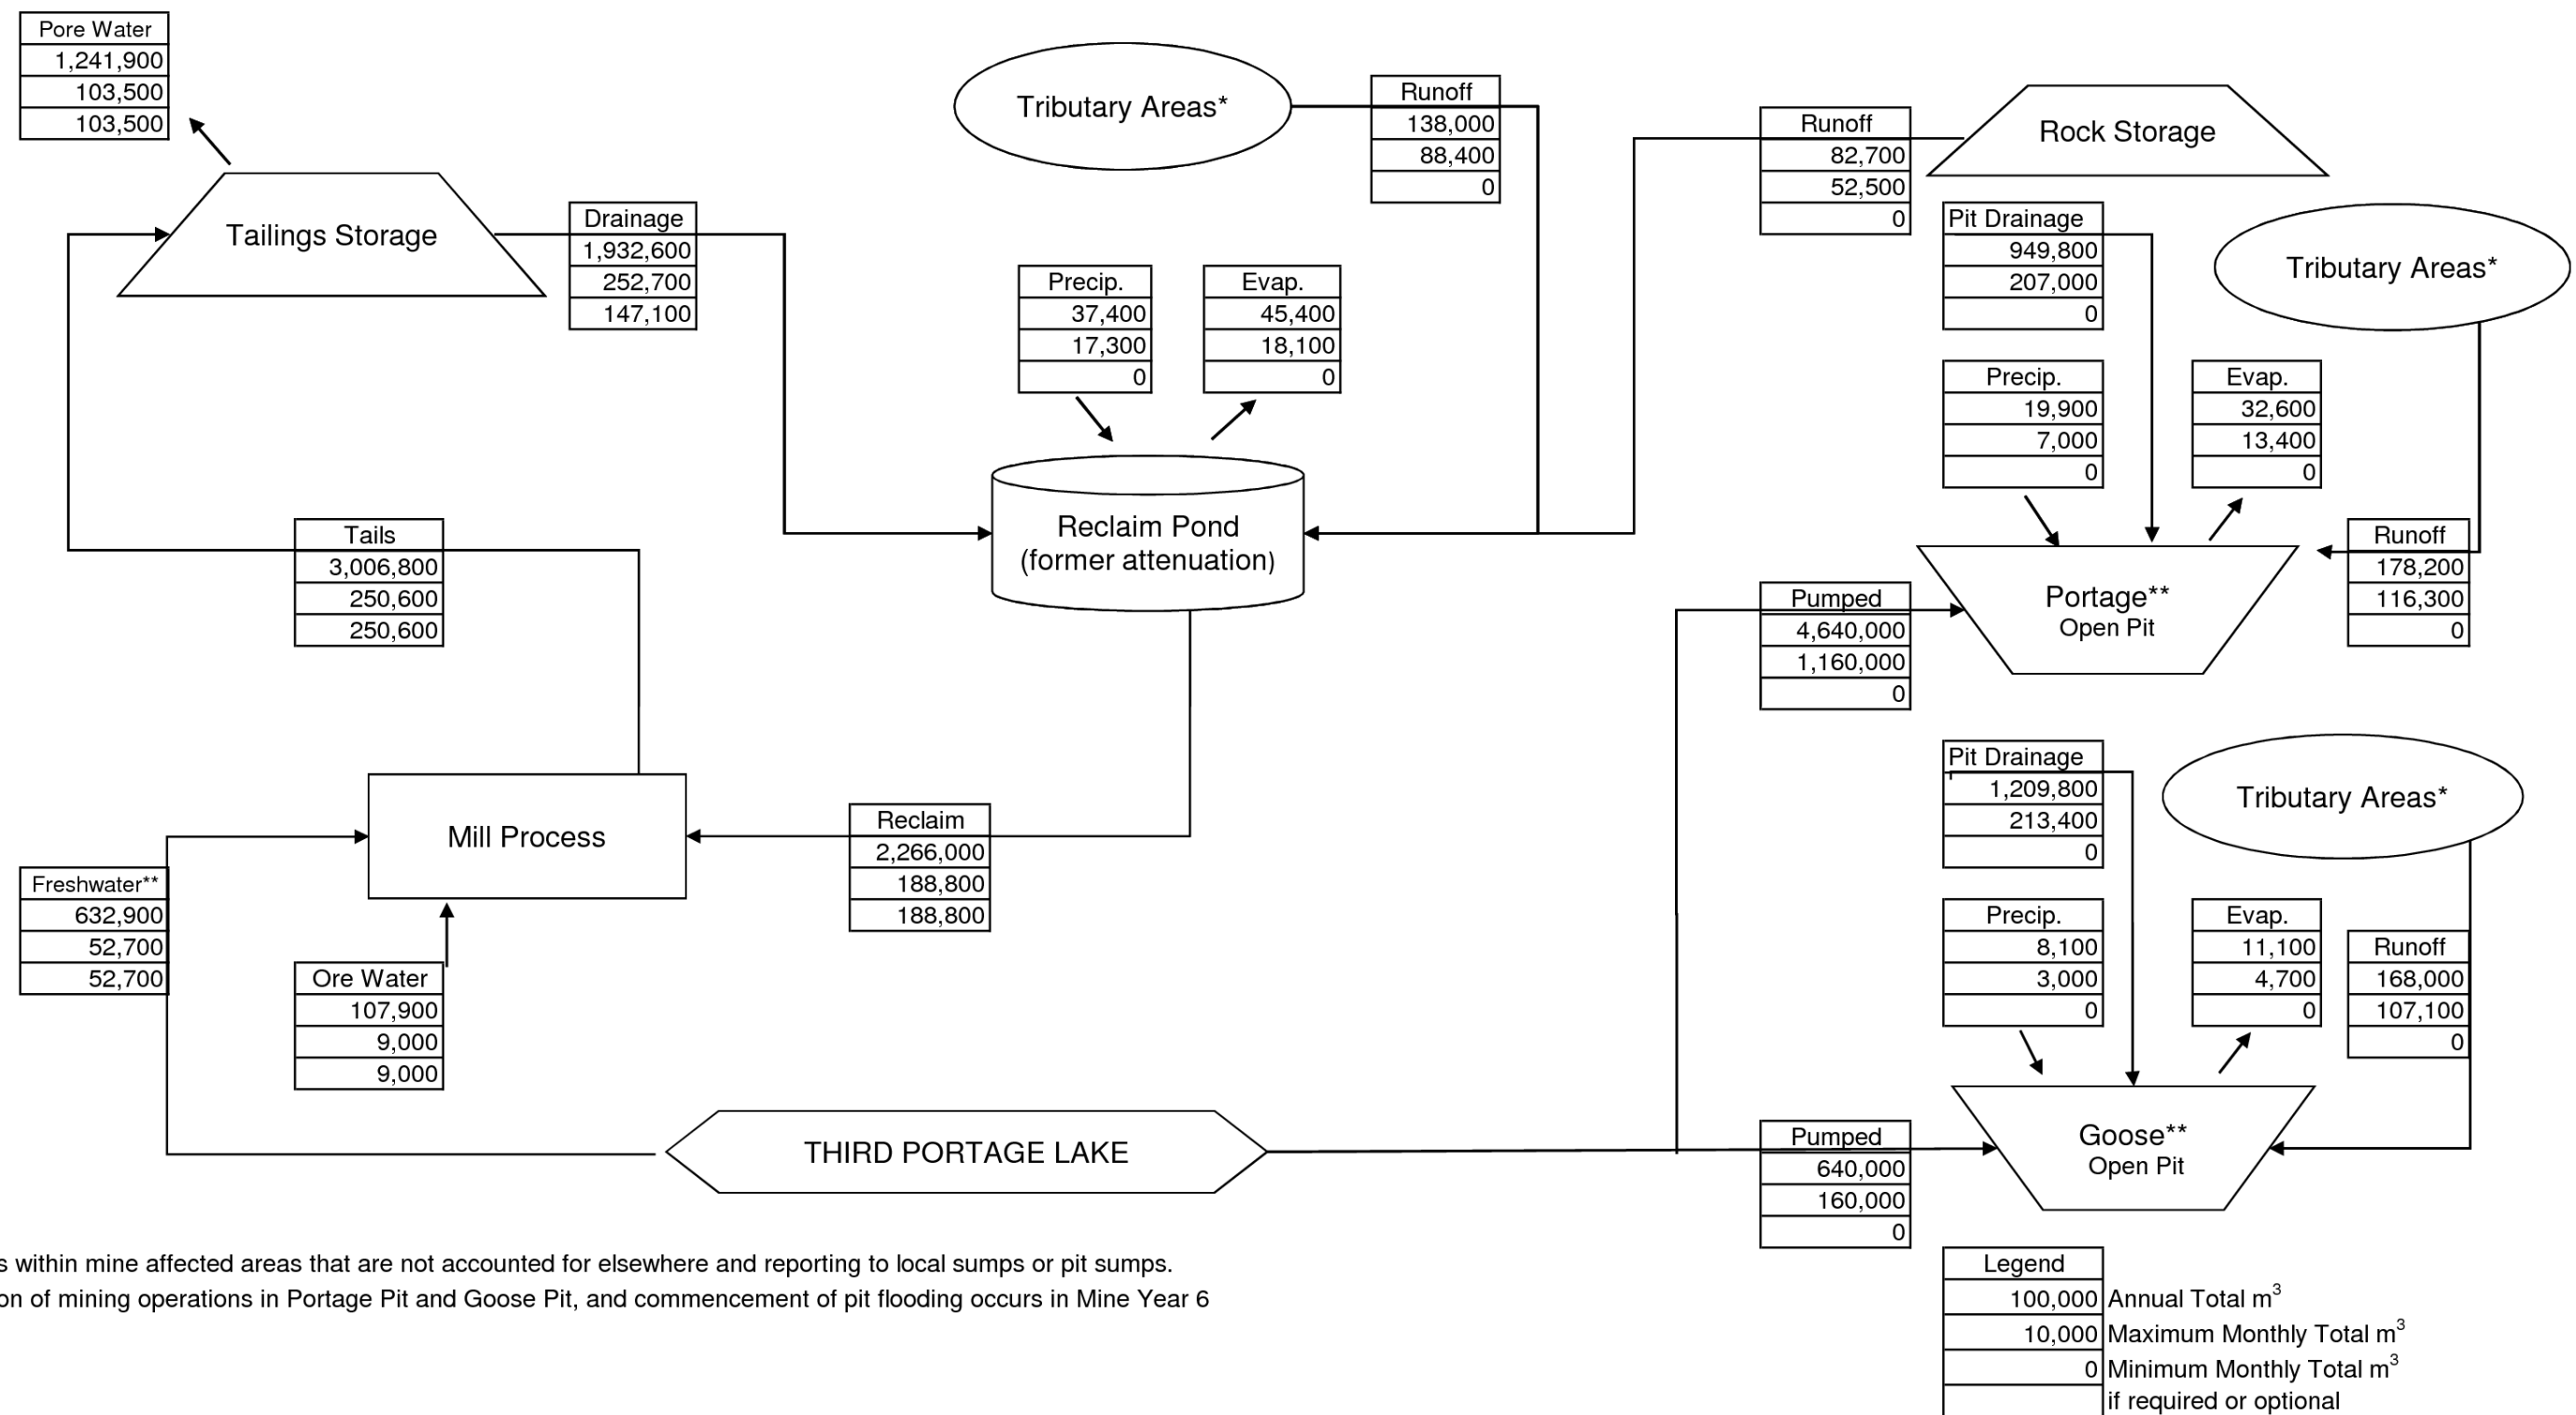 Pore Water
1,241,900
103,500
103,500
Tributary Areas*
Runoff
138,000
88,400
0
Runoff
82,700
52,500
0
Rock Storage
Tailings Storage
Drainage
1,932,600
252,700
147,100
Precip.
37,400
17,300
0
Evap.
45,400
18,100
0
Pit Drainage
949,800
207,000
0
Tributary Areas*
Precip.
19,900
7,000
0
Evap.
32,600
13,400
0
Tails
3,006,800
250,600
250,600
Reclaim Pond
(former attenuation)
Runoff
178,200
116,300
0
Pumped
4,640,000
1,160,000
0
Portage**
Open Pit
Mill Process
Reclaim
2,266,000
188,800
188,800
Pit Drainage
1,209,800
213,400
0
Tributary Areas*
Freshwater**
632,900
52,700
52,700
Ore Water
107,900
9,000
9,000
Precip.
8,100
3,000
0
Evap.
11,100
4,700
0
Runoff
168,000
107,100
0
THIRD PORTAGE LAKE
Pumped
640,000
160,000
0
Goose**
Open Pit
s within mine affected areas that are not accounted for elsewhere and reporting to local sumps or pit sumps.
on of mining operations in Portage Pit and Goose Pit, and commencement of pit flooding occurs in Mine Year 6
Legend
100,000 Annual Total m³
10,000 Maximum Monthly Total m³
0 Minimum Monthly Total m³
if required or optional